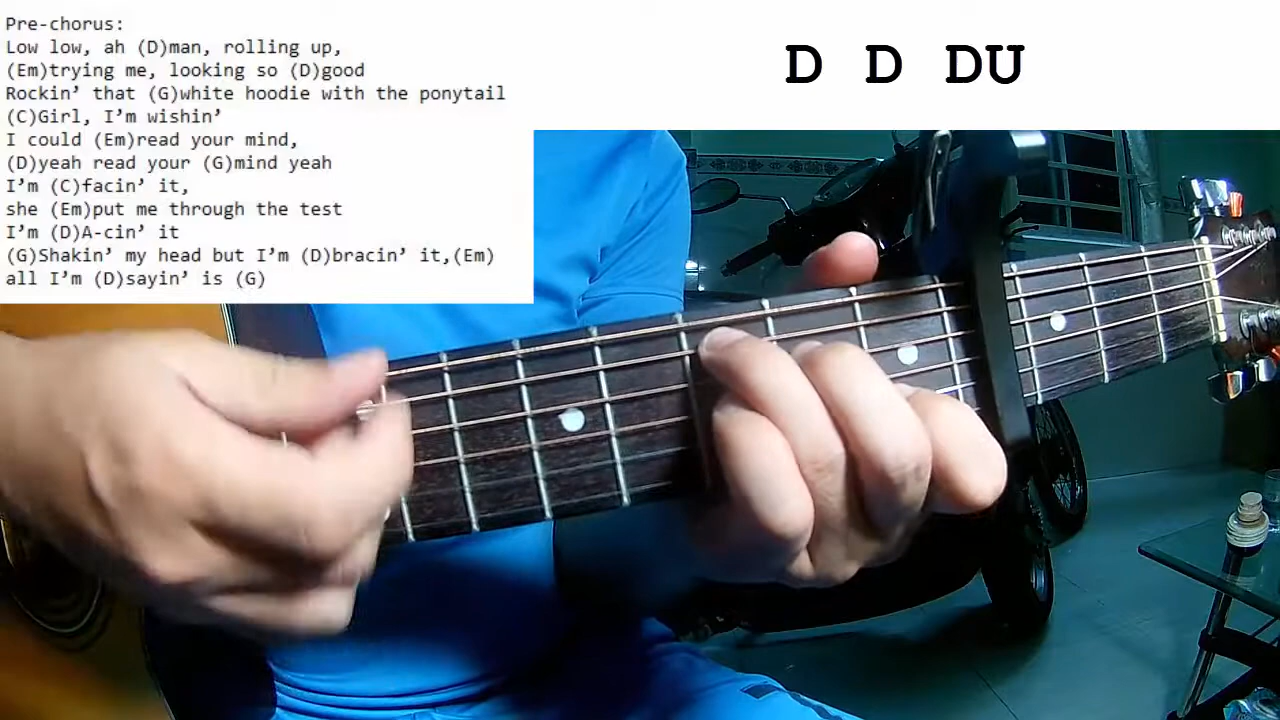 Pre-chorus:
Low low, ah (D)man, rolling up,
(Em)trying me, looking so (D)good
Rockin’ that (G)white hoodie with the ponytail
(C)Girl, I’m wishin’
I could (Em)read your mind,
(D)yeah read your (G)mind yeah
I’m (C)facin’ it,
she (Em)put me through the test
I’m (D)A-cin’ it
(G)Shakin’ my head but I’m (D)bracin’ it,(Em)
all I’m (D)sayin’ is (G)
D D DU